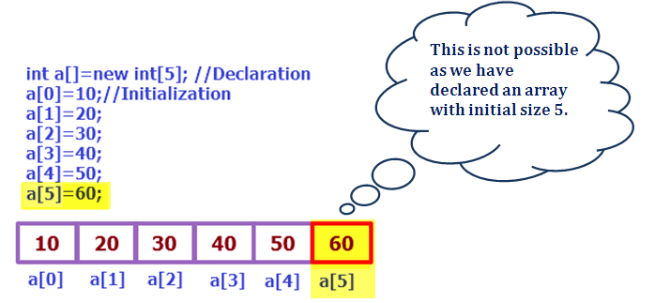 int a[]=new int[5]; //Declaration
a[0]=10;//Initialization
a[1]=20;
a[2]=30;
a[3]=40;
a[4]=50;
a[5]=60;
This is not possible
as we have
declared an array
with initial size 5.
10 20 30 40 50 60
a[0] a[1] a[2] a[3] a[4] a[5]